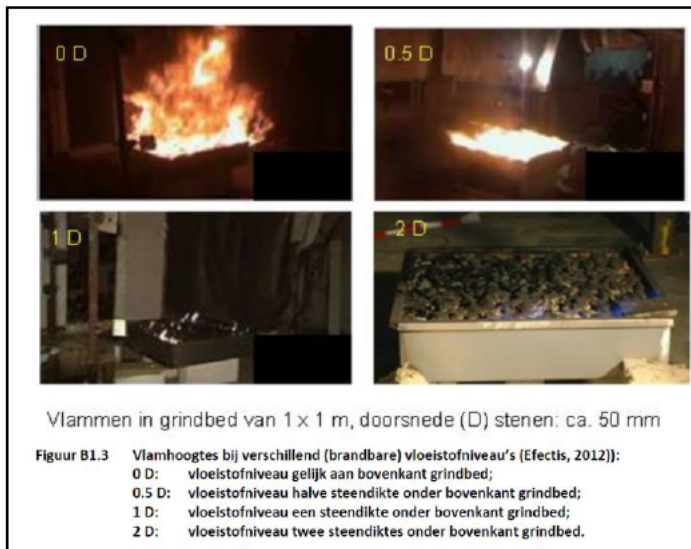 0 D
0.5 D
1 D
2 D
Vlammen in grindbed van 1 x 1 m, doorsnede (D) stenen: ca. 50 mm
Figuur B1.3 Vlamhoogtes bij verschillend (brandbare) vloeistofniveau's (Efectis, 2012)):
0 D: vloeistofniveau gelijk aan bovenkant grindbed;
0.5 D: vloeistofniveau halve steendikte onder bovenkant grindbed;
1 D: vloeistofniveau een steendikte onder bovenkant grindbed;
2 D: vloeistofniveau twee steendiktes onder bovenkant grindbed.